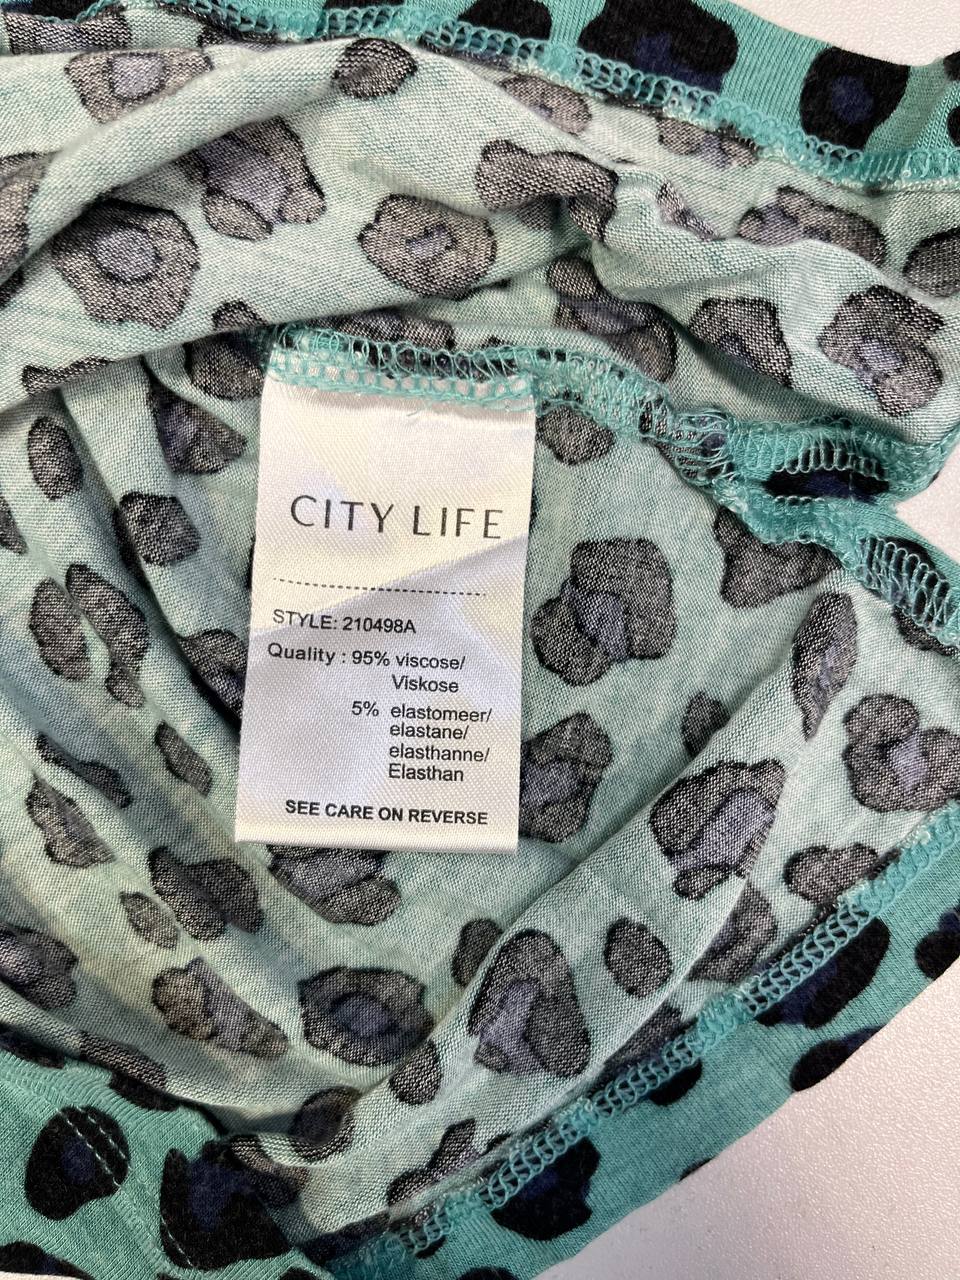 CITY LIFE
STYLE: 210498A
Quality : 95% viscose/
Viskose
5% elastomeer/
elastane/
elasthanne/
Elasthan
SEE CARE ON REVERSE